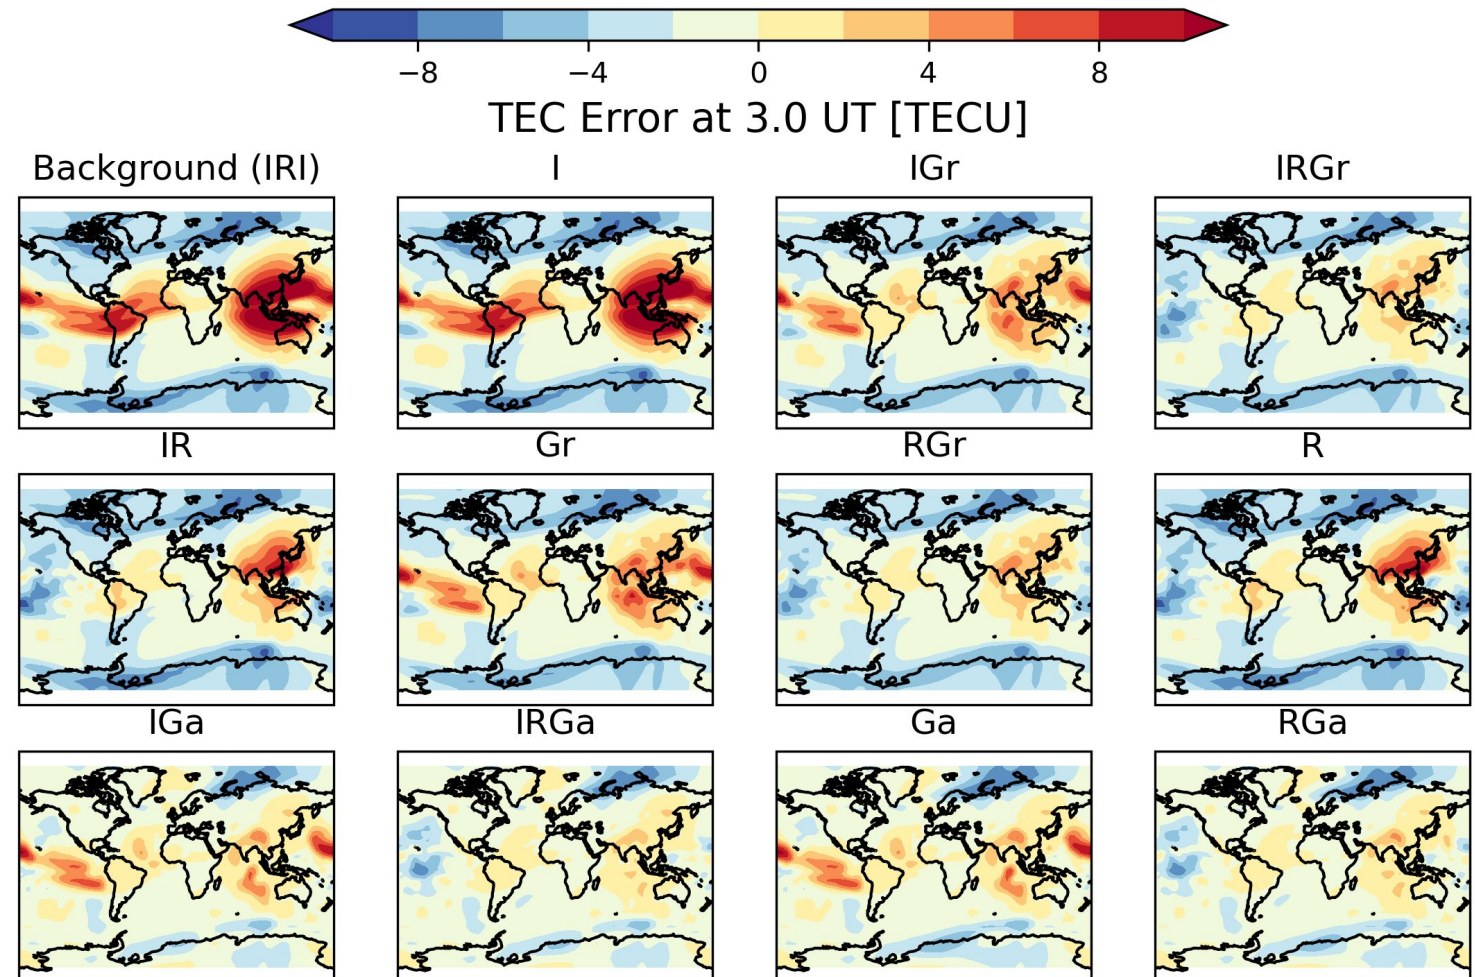 −8 −4 0 4 8
TEC Error at 3.0 UT [TECU]
Background (IRI) I IGr IRGr
IR Gr RGr R
IGa IRGa Ga RGa